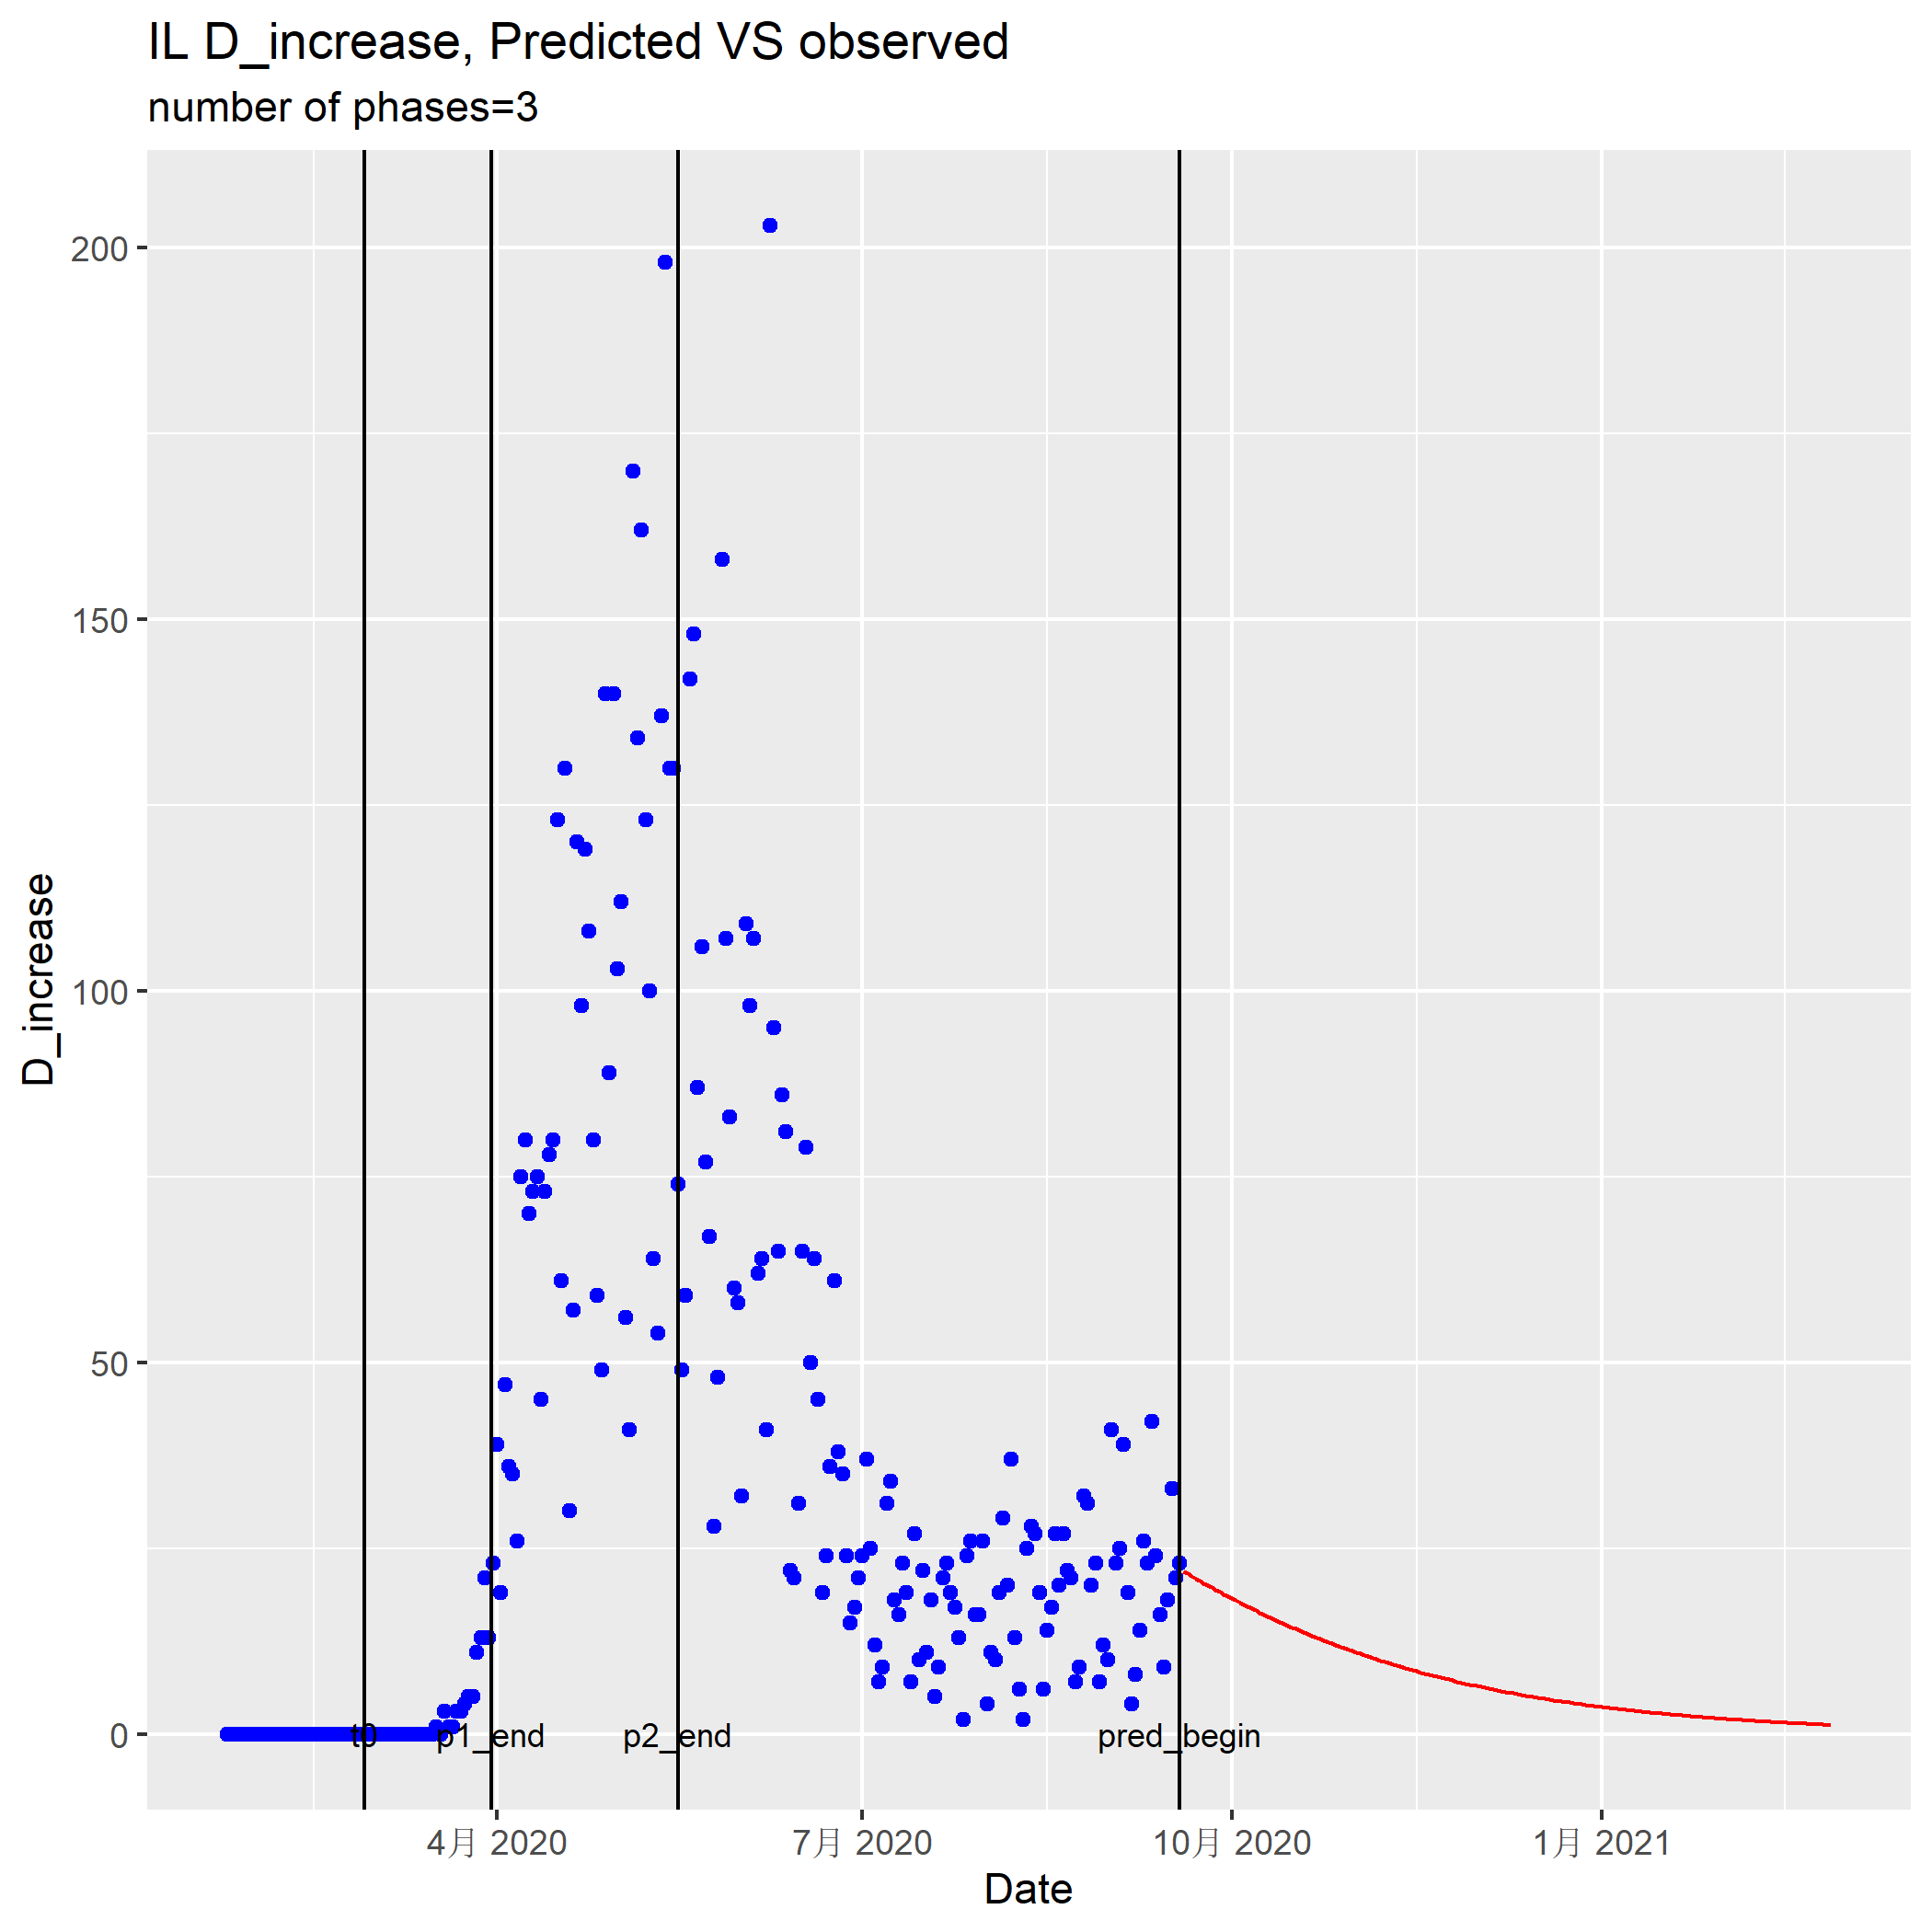 IL D_increase, Predicted VS observed
number of phases=3
200
150
100
50
0
D_increase
t0
p1_end
p2_end
pred_begin
4月 2020
7月 2020
10月 2020
1月 2021
Date